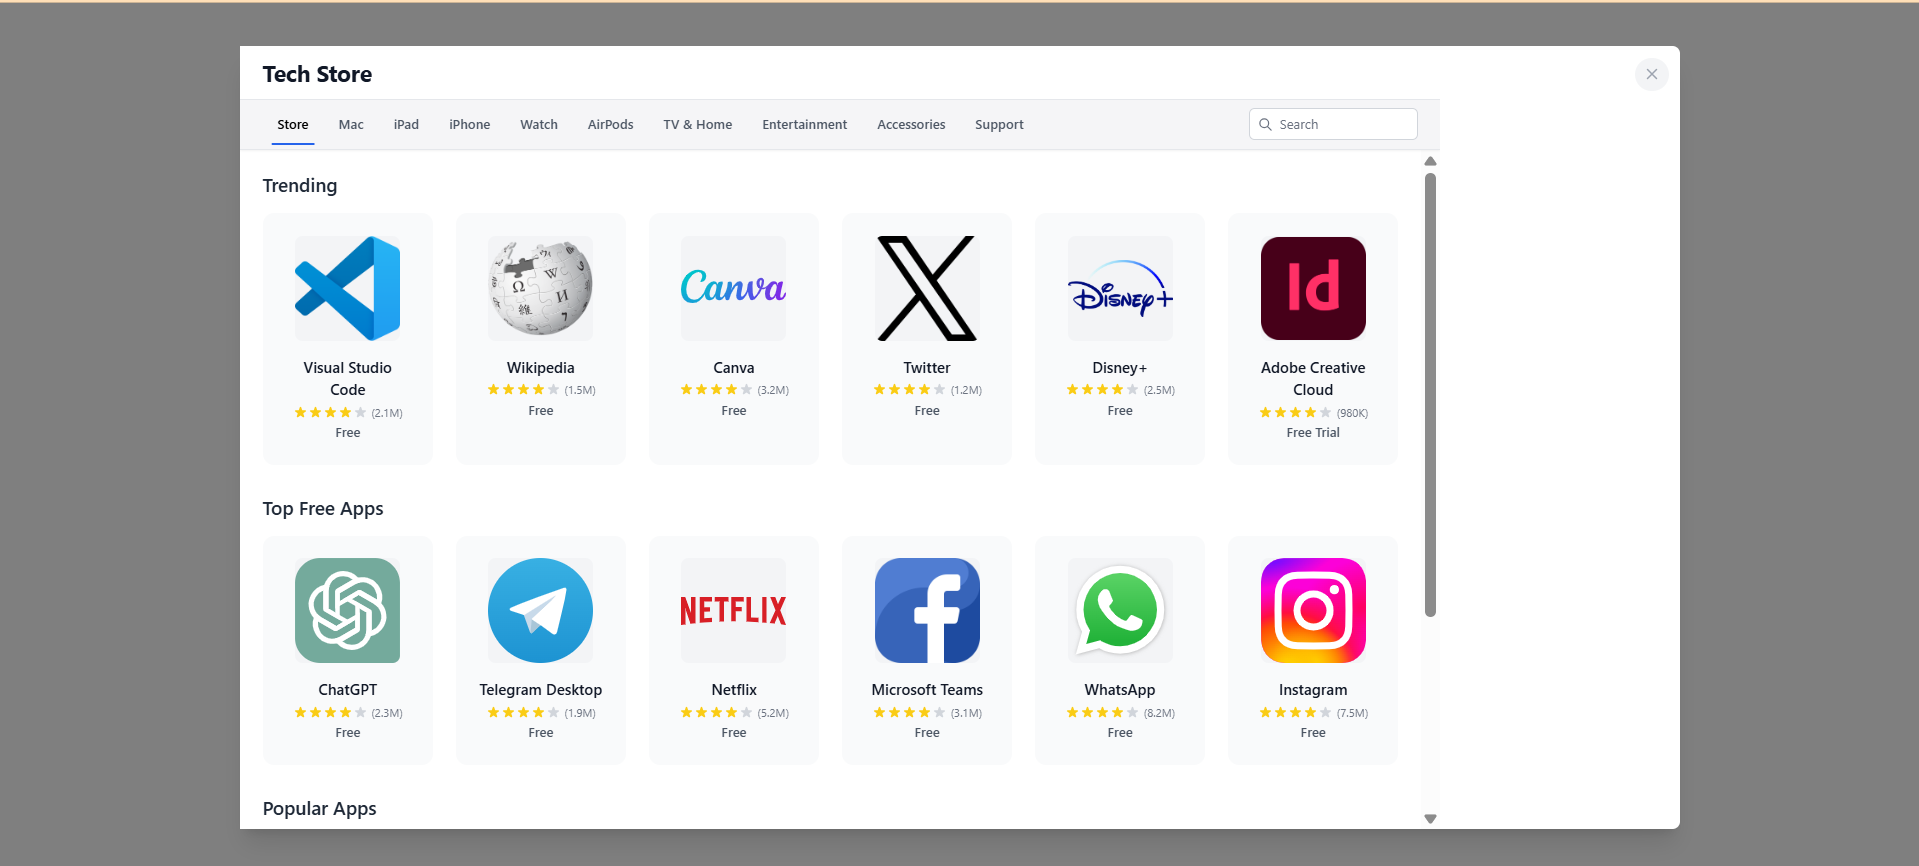 Tech Store
Store Mac iPad iPhone Watch AirPods TV & Home Entertainment Accessories Support Search
Trending
Canva
Disney+
Id
Visual Studio
Code
(2.1M)
Free
Wikipedia
(1.5M)
Free
Canva
(3.2M)
Free
Twitter
(1.2M)
Free
Disney+
(2.5M)
Free
Adobe Creative
Cloud
(980K)
Free Trial
Top Free Apps
NETFLIX
ChatGPT
(2.3M)
Free
Telegram Desktop
(1.9M)
Free
Netflix
(5.2M)
Free
Microsoft Teams
(3.1M)
Free
WhatsApp
(8.2M)
Free
Instagram
(7.5M)
Free
Popular Apps